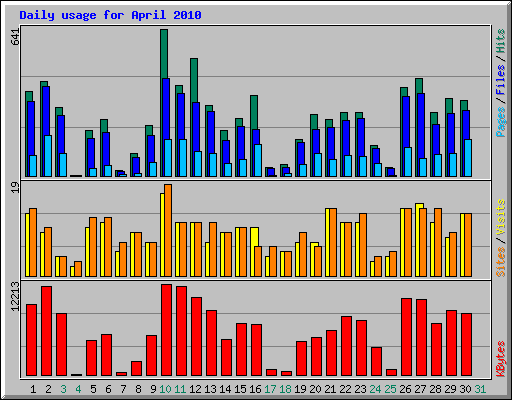 Daily usage for April 2010
641
Pages / Files / Hits
19
Sites / Visits
12213
KBytes
1 2 3 4 5 6 7 8 9 10 11 12 13 14 15 16 17 18 19 20 21 22 23 24 25 26 27 28 29 30 31